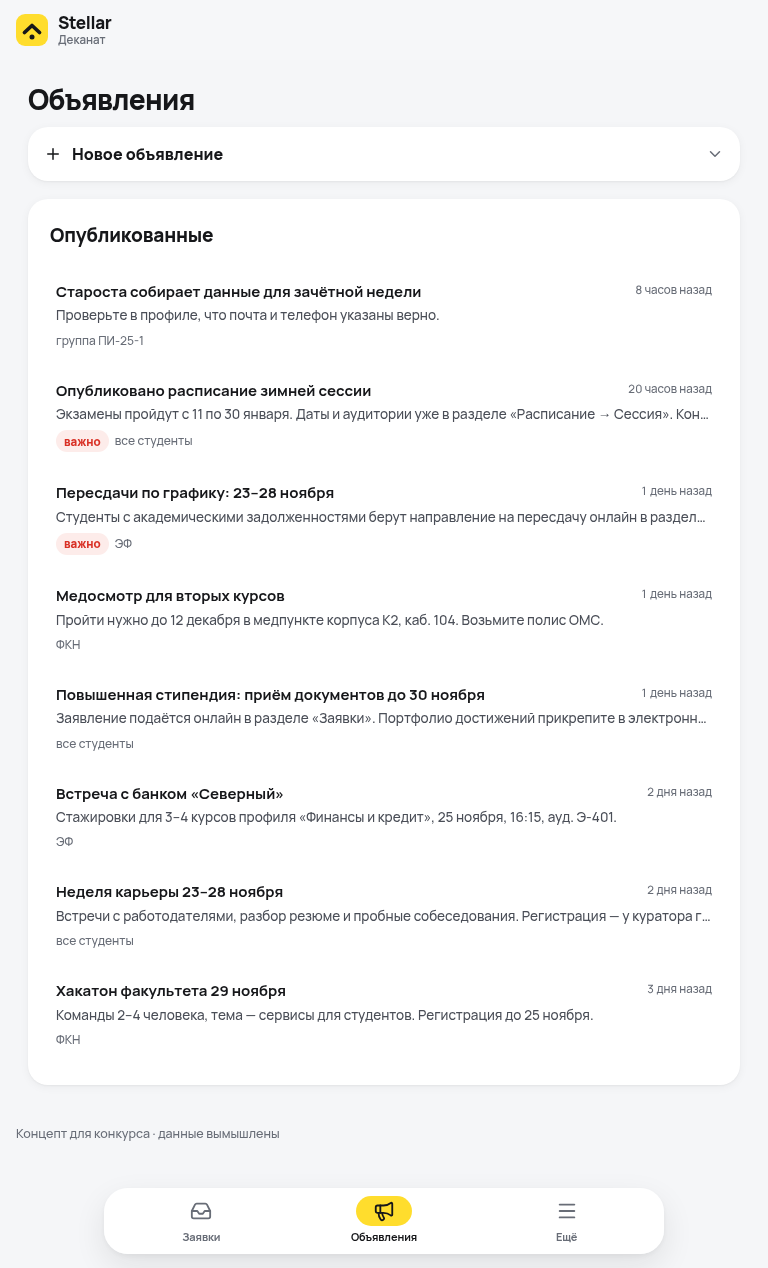 Stellar
Деканат
Объявления
Новое объявление
Опубликованные
Староста собирает данные для зачётной недели
8 часов назад
Проверьте в профиле, что почта и телефон указаны верно.
группа ПИ-25-1
Опубликовано расписание зимней сессии
20 часов назад
Экзамены пройдут с 11 по 30 января. Даты и аудитории уже в разделе «Расписание → Сессия». Кон…
важно все студенты
Пересдачи по графику: 23–28 ноября
1 день назад
Студенты с академическими задолженностями берут направление на пересдачу онлайн в раздел…
важно ЭФ
Медосмотр для вторых курсов
1 день назад
Пройти нужно до 12 декабря в медпункте корпуса К2, каб. 104. Возьмите полис ОМС.
ФКН
Повышенная стипендия: приём документов до 30 ноября
1 день назад
Заявление подаётся онлайн в разделе «Заявки». Портфолио достижений прикрепите в электронн…
все студенты
Встреча с банком «Северный»
2 дня назад
Стажировки для 3–4 курсов профиля «Финансы и кредит», 25 ноября, 16:15, ауд. Э-401.
ЭФ
Неделя карьеры 23–28 ноября
2 дня назад
Встречи с работодателями, разбор резюме и пробные собеседования. Регистрация — у куратора г…
все студенты
Хакатон факультета 29 ноября
3 дня назад
Команды 2–4 человека, тема — сервисы для студентов. Регистрация до 25 ноября.
ФКН
Концепт для конкурса · данные вымышлены
Заявки
Объявления
Ещё